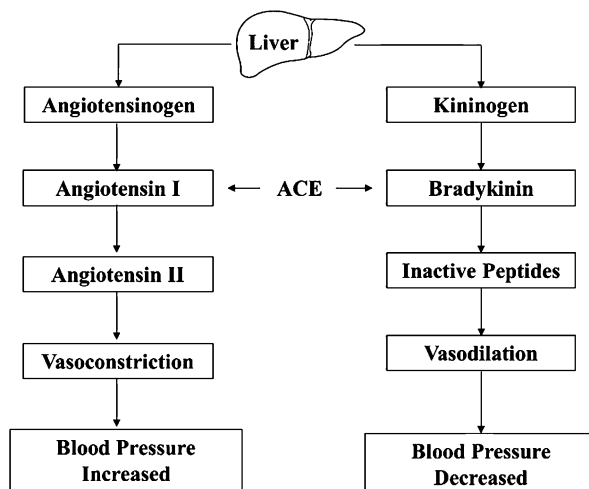 Liver
Angiotensinogen
Kininogen
Angiotensin I
ACE
Bradykinin
Angiotensin II
Inactive Peptides
Vasoconstriction
Vasodilation
Blood Pressure
Increased
Blood Pressure
Decreased